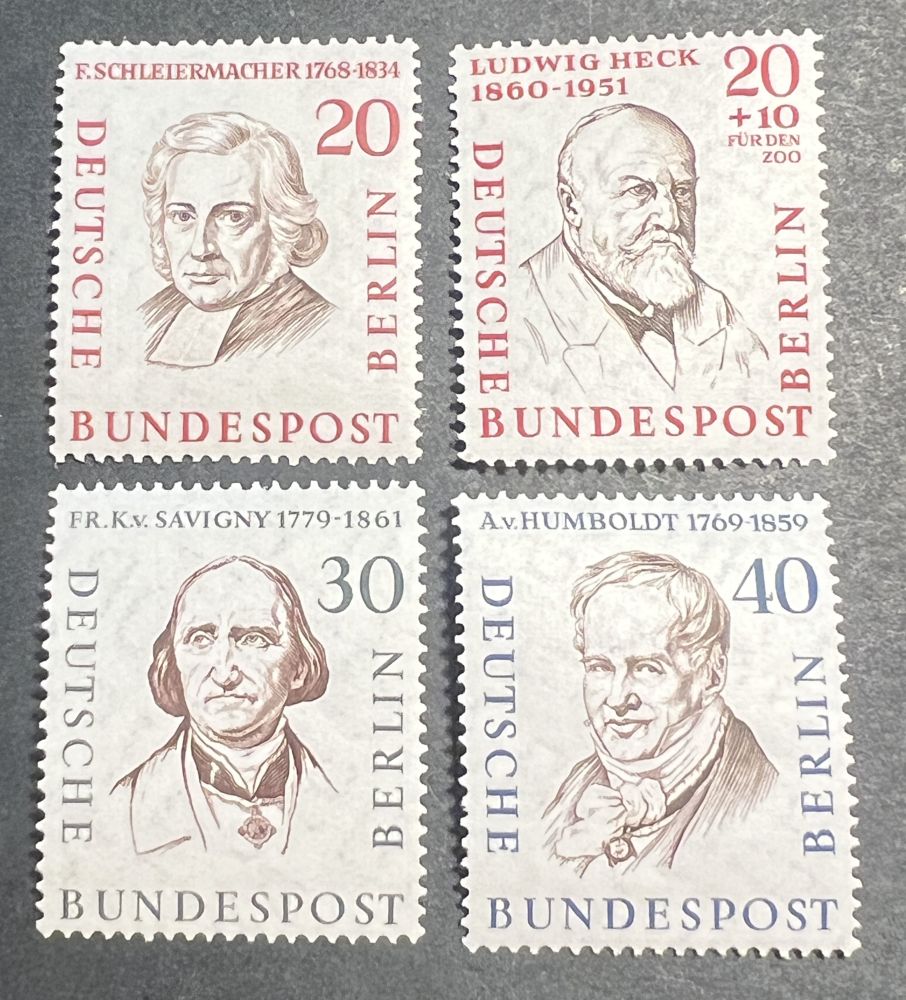 F. SCHLEIERMACHER 1768-1834
20
DEUTSCHE
BERLIN
BUNDESPOST
LUDWIG HECK
1860-1951
20
+10
FÜR DEN
ZOO
DEUTSCHE
BERLIN
BUNDESPOST
FR. K.v. SAVIGNY 1779-1861
30
DEUTSCHE
BERLIN
BUNDESPOST
A.v. HUMBOLDT 1769-1859
40
DEUTSCHE
BERLIN
BUNDESPOST